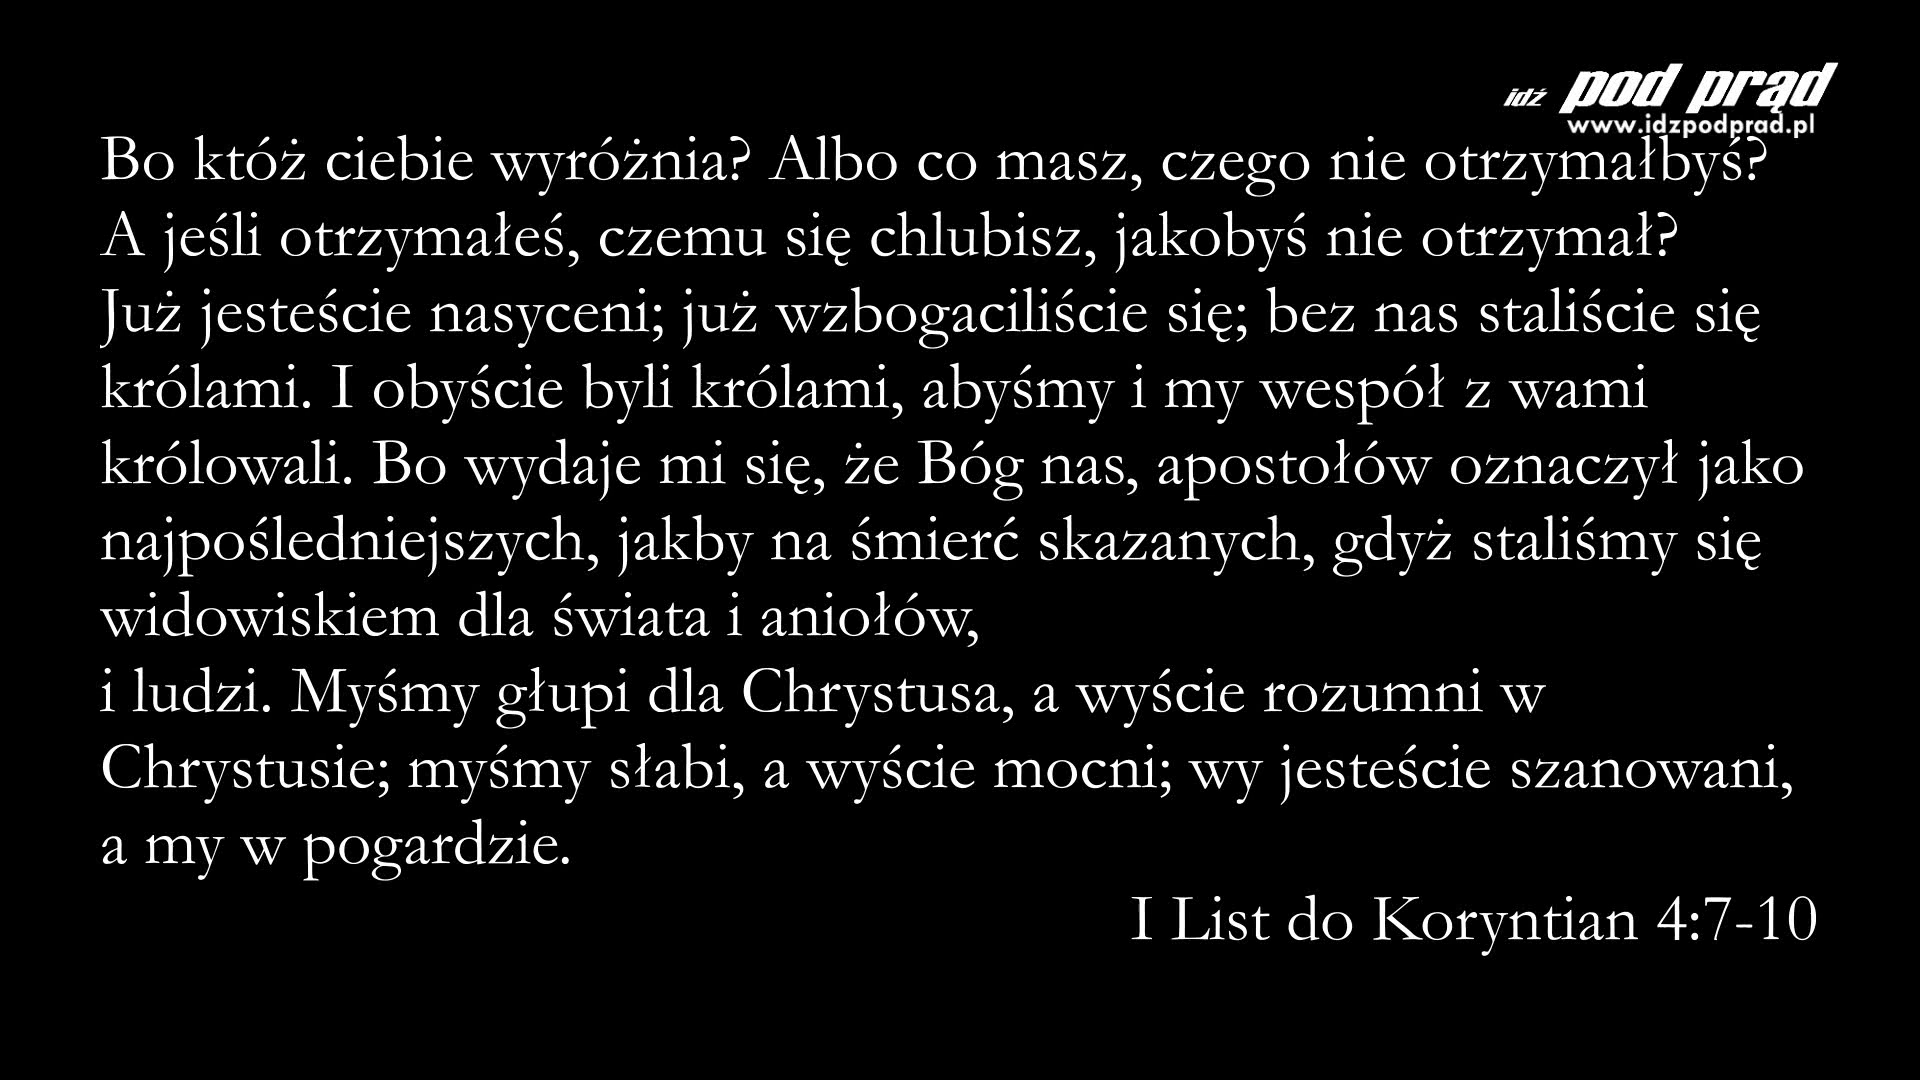 idź pod prąd
www.idzpodprad.pl
Bo któż ciebie wyróżnia? Albo co masz, czego nie otrzymałbyś?
A jeśli otrzymałeś, czemu się chlubisz, jakobyś nie otrzymał?
Już jesteście nasyceni; już wzbogaciliście się; bez nas staliście się
królami. I obyście byli królami, abyśmy i my wespół z wami
królowali. Bo wydaje mi się, że Bóg nas, apostołów oznaczył jako
najpośledniejszych, jakby na śmierć skazanych, gdyż staliśmy się
widowiskiem dla świata i aniołów,
i ludzi. Myśmy głupi dla Chrystusa, a wyście rozumni w
Chrystusie; myśmy słabi, a wyście mocni; wy jesteście szanowani,
a my w pogardzie.
I List do Koryntian 4:7-10